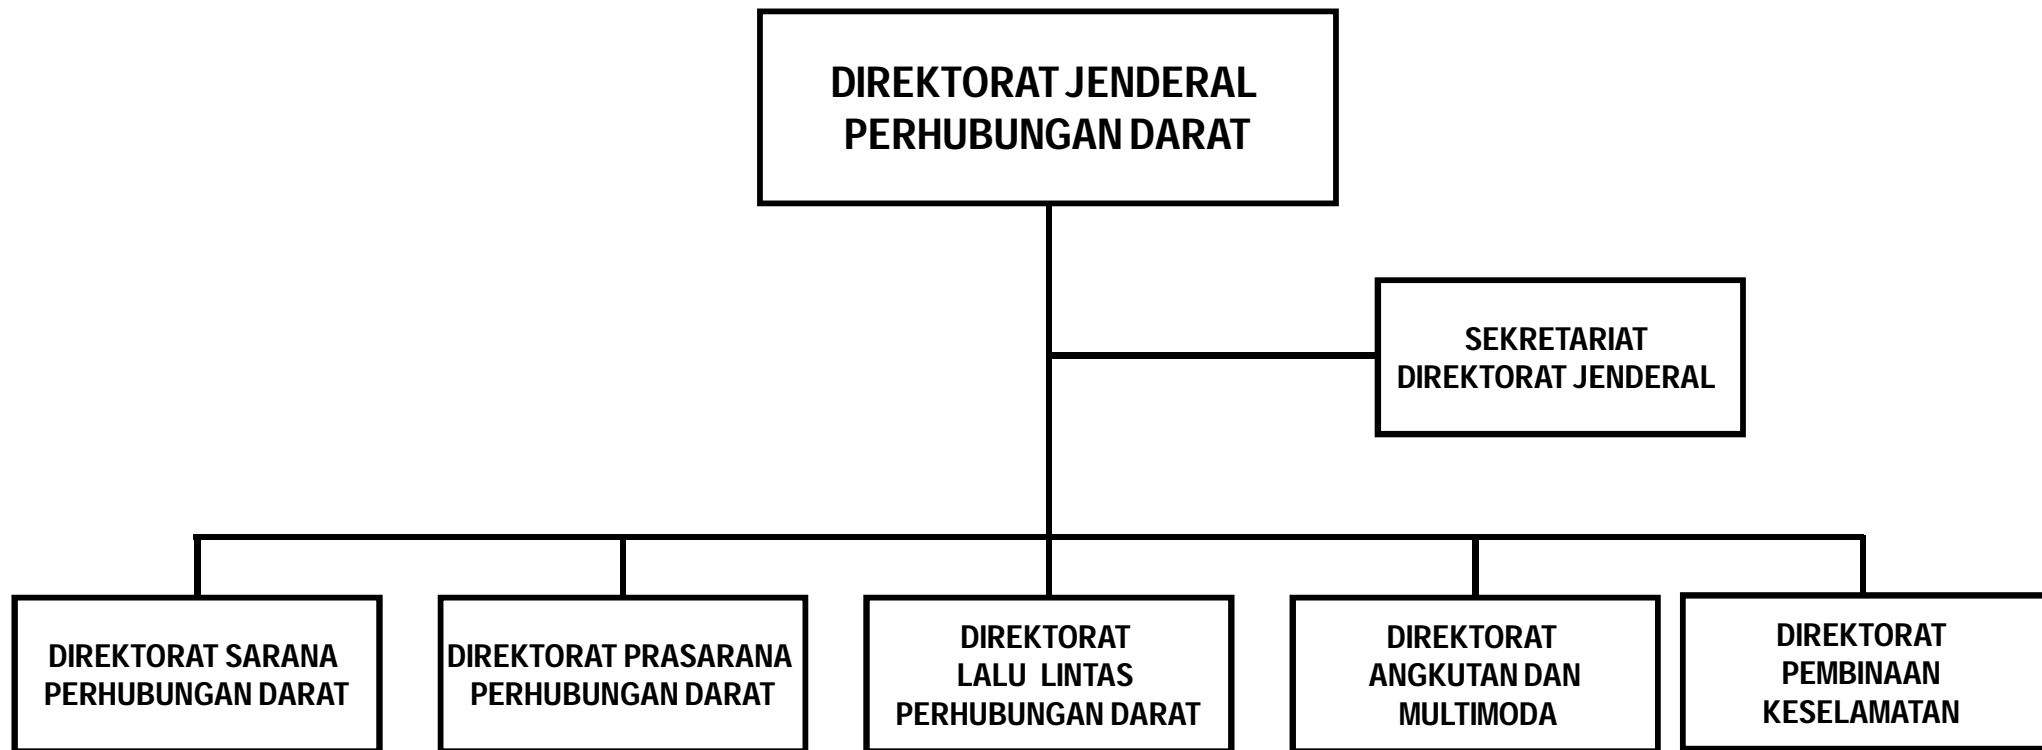 DIREKTORAT JENDERAL
PERHUBUNGAN DARAT
SEKRETARIAT
DIREKTORAT JENDERAL
DIREKTORAT SARANA
PERHUBUNGAN DARAT
DIREKTORAT PRASARANA
PERHUBUNGAN DARAT
DIREKTORAT
LALU LINTAS
PERHUBUNGAN DARAT
DIREKTORAT
ANGKUTAN DAN
MULTIMODA
DIREKTORAT
PEMBINAAN
KESELAMATAN